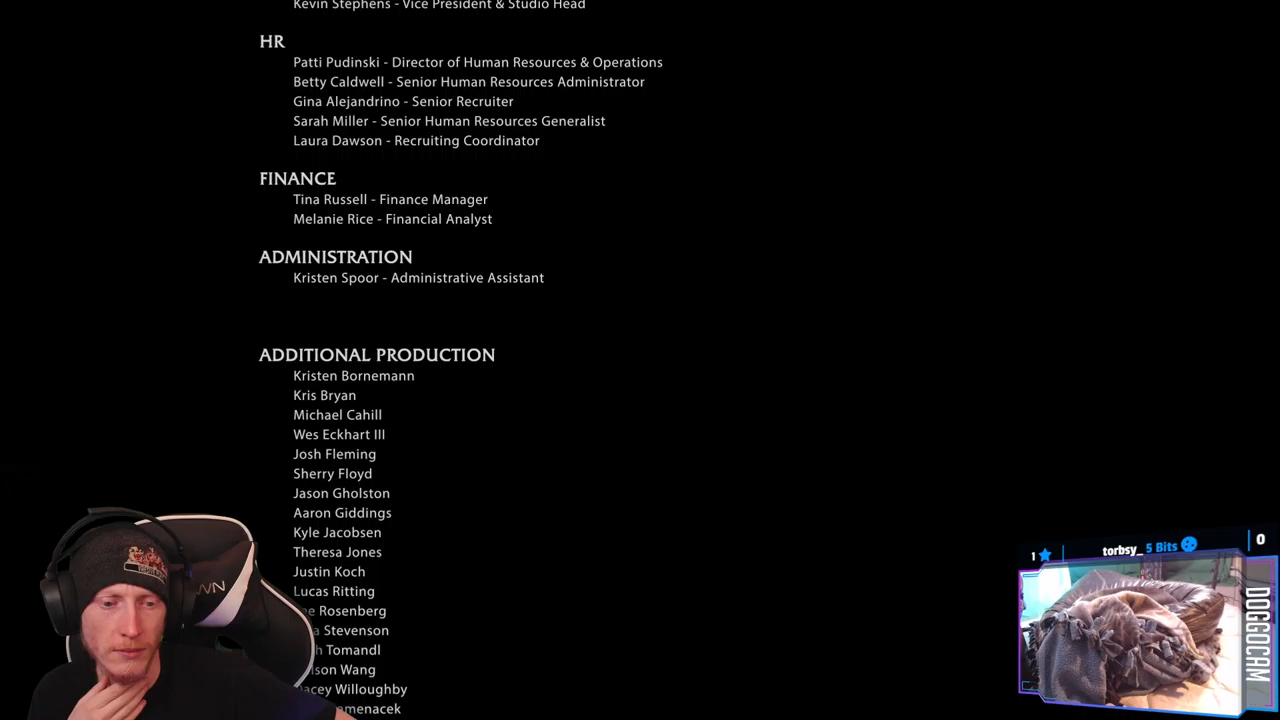 Kevin Stephens - Vice President & Studio Head
HR
Patti Pudinski - Director of Human Resources & Operations
Betty Caldwell - Senior Human Resources Administrator
Gina Alejandrino - Senior Recruiter
Sarah Miller - Senior Human Resources Generalist
Laura Dawson - Recruiting Coordinator
FINANCE
Tina Russell - Finance Manager
Melanie Rice - Financial Analyst
ADMINISTRATION
Kristen Spoor - Administrative Assistant
ADDITIONAL PRODUCTION
Kristen Bornemann
Kris Bryan
Michael Cahill
Wes Eckhart III
Josh Fleming
Sherry Floyd
Jason Gholston
Aaron Giddings
Kyle Jacobsen
Theresa Jones
Justin Koch
Lucas Ritting
Rosenberg
Stevenson
Tomandl
Wang
Willoughby
1
torbsy_ 5 Bits
0
DOGGOCAM